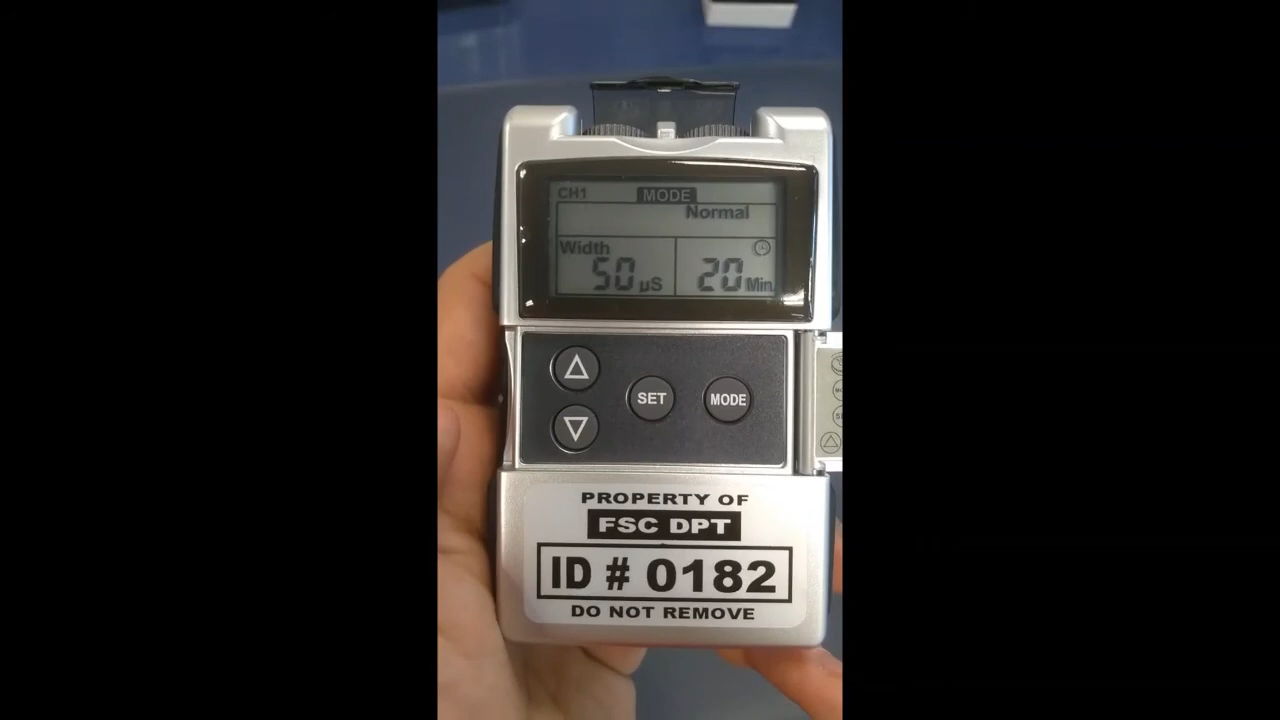 CH1 MODE
Normal
Width
50 µS 20 Min.
SET MODE
PROPERTY OF
FSC DPT
ID # 0182
DO NOT REMOVE